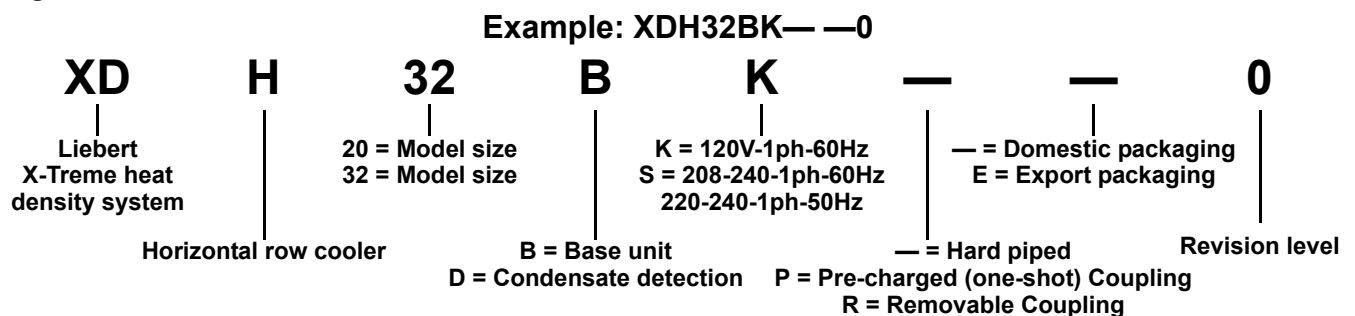 Example: XDH32BK— —0
XD H 32 B K — — 0
Liebert
X-Treme heat
density system
Horizontal row cooler
20 = Model size
32 = Model size
B = Base unit
D = Condensate detection
K = 120V-1ph-60Hz
S = 208-240-1ph-60Hz
220-240-1ph-50Hz
— = Hard piped
P = Pre-charged (one-shot) Coupling
R = Removable Coupling
— = Domestic packaging
E = Export packaging
Revision level